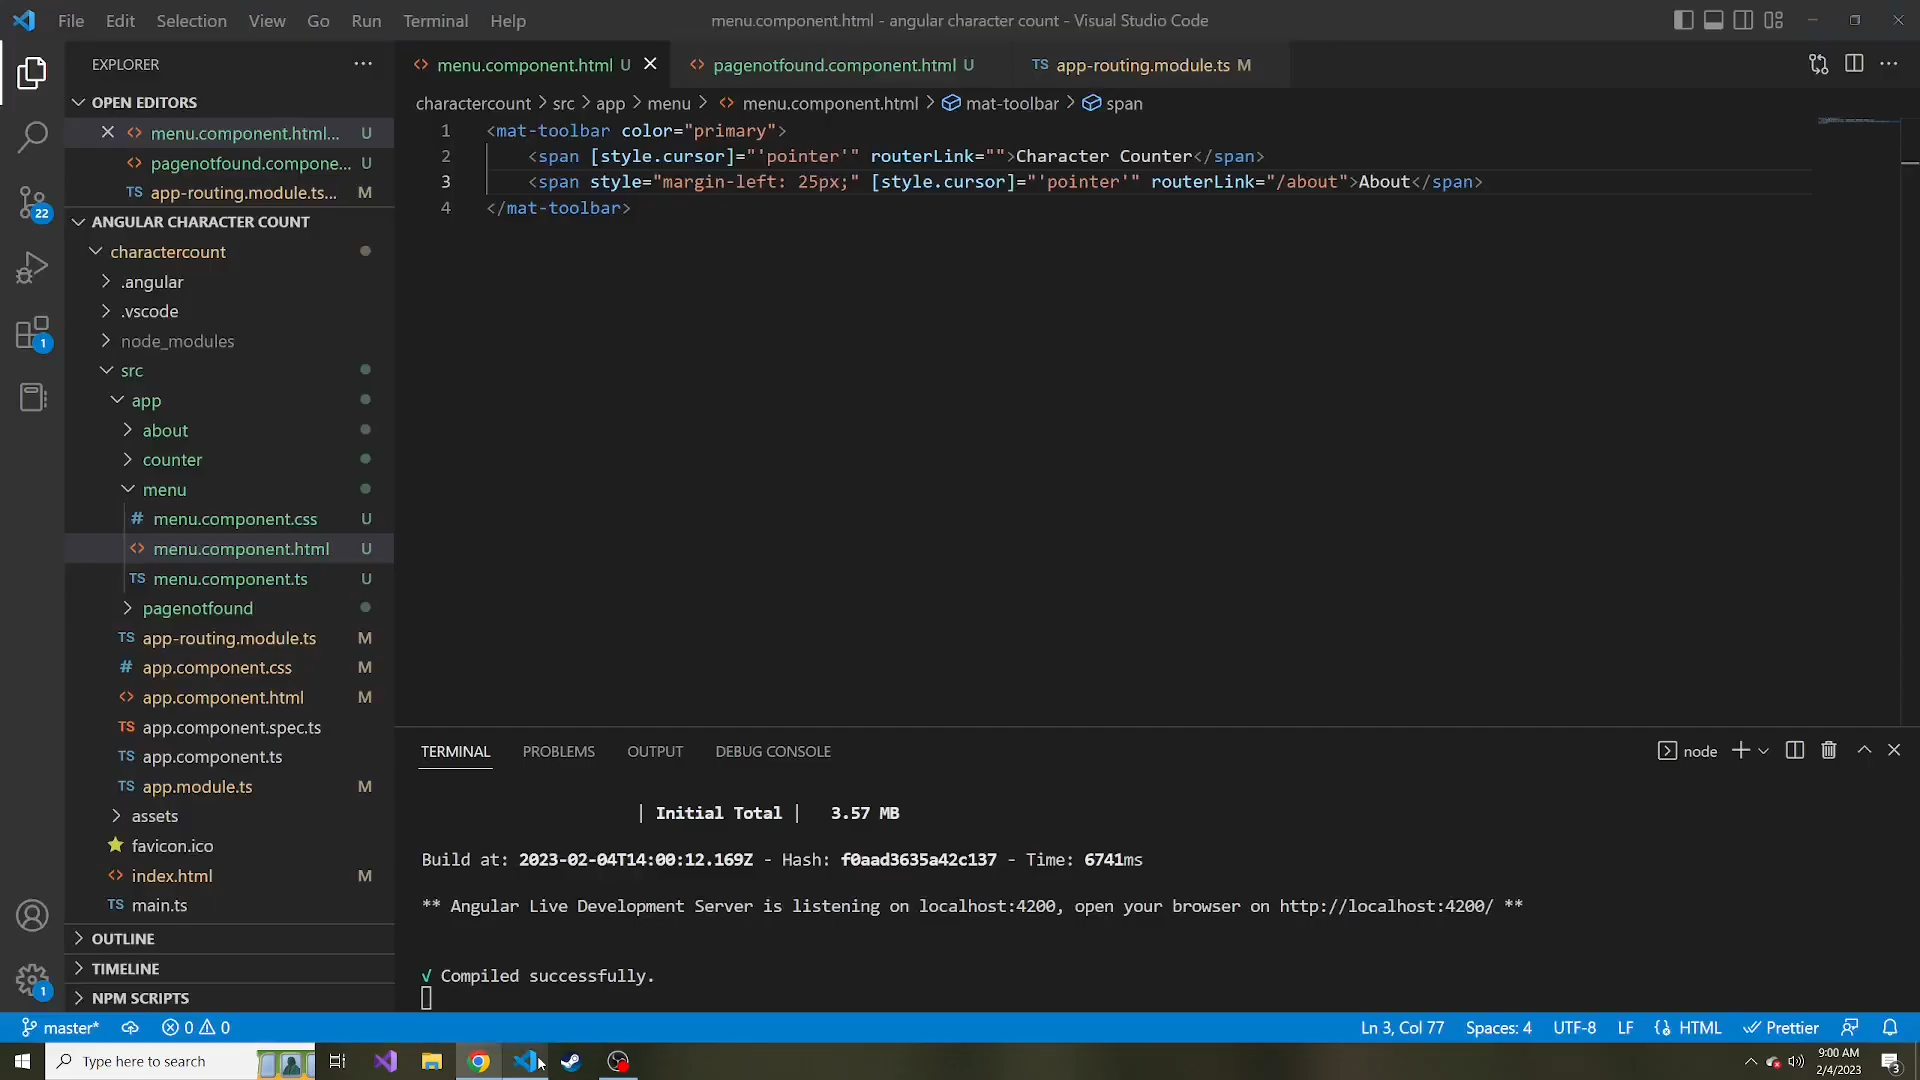 File Edit Selection View Go Run Terminal Help
menu.component.html - angular character count - Visual Studio Code
EXPLORER
OPEN EDITORS
menu.component.html... U
pagenotfound.compone... U
TS app-routing.module.ts... M
ANGULAR CHARACTER COUNT
charactercount
.angular
.vscode
node_modules
src
app
about
counter
menu
# menu.component.css U
<> menu.component.html U
TS menu.component.ts U
pagenotfound
TS app-routing.module.ts M
# app.component.css M
<> app.component.html M
TS app.component.spec.ts
TS app.component.ts
TS app.module.ts M
assets
favicon.ico
<> index.html M
TS main.ts
OUTLINE
TIMELINE
NPM SCRIPTS
22
1
1
<> menu.component.html U
<> pagenotfound.component.html U
TS app-routing.module.ts M
charactercount > src > app > menu > <> menu.component.html > mat-toolbar > span
1 <mat-toolbar color="primary">
2 <span [style.cursor]="'pointer'" routerLink="">Character Counter</span>
3 <span style="margin-left: 25px;" [style.cursor]="'pointer'" routerLink="/about">About</span>
4 </mat-toolbar>
TERMINAL PROBLEMS OUTPUT DEBUG CONSOLE
node
| Initial Total | 3.57 MB
Build at: 2023-02-04T14:00:12.169Z - Hash: f0aad3635a42c137 - Time: 6741ms
** Angular Live Development Server is listening on localhost:4200, open your browser on http://localhost:4200/ **
√ Compiled successfully.
master* 0 0
Ln 3, Col 77 Spaces: 4 UTF-8 LF HTML Prettier
Type here to search
9:00 AM
2/4/2023
3